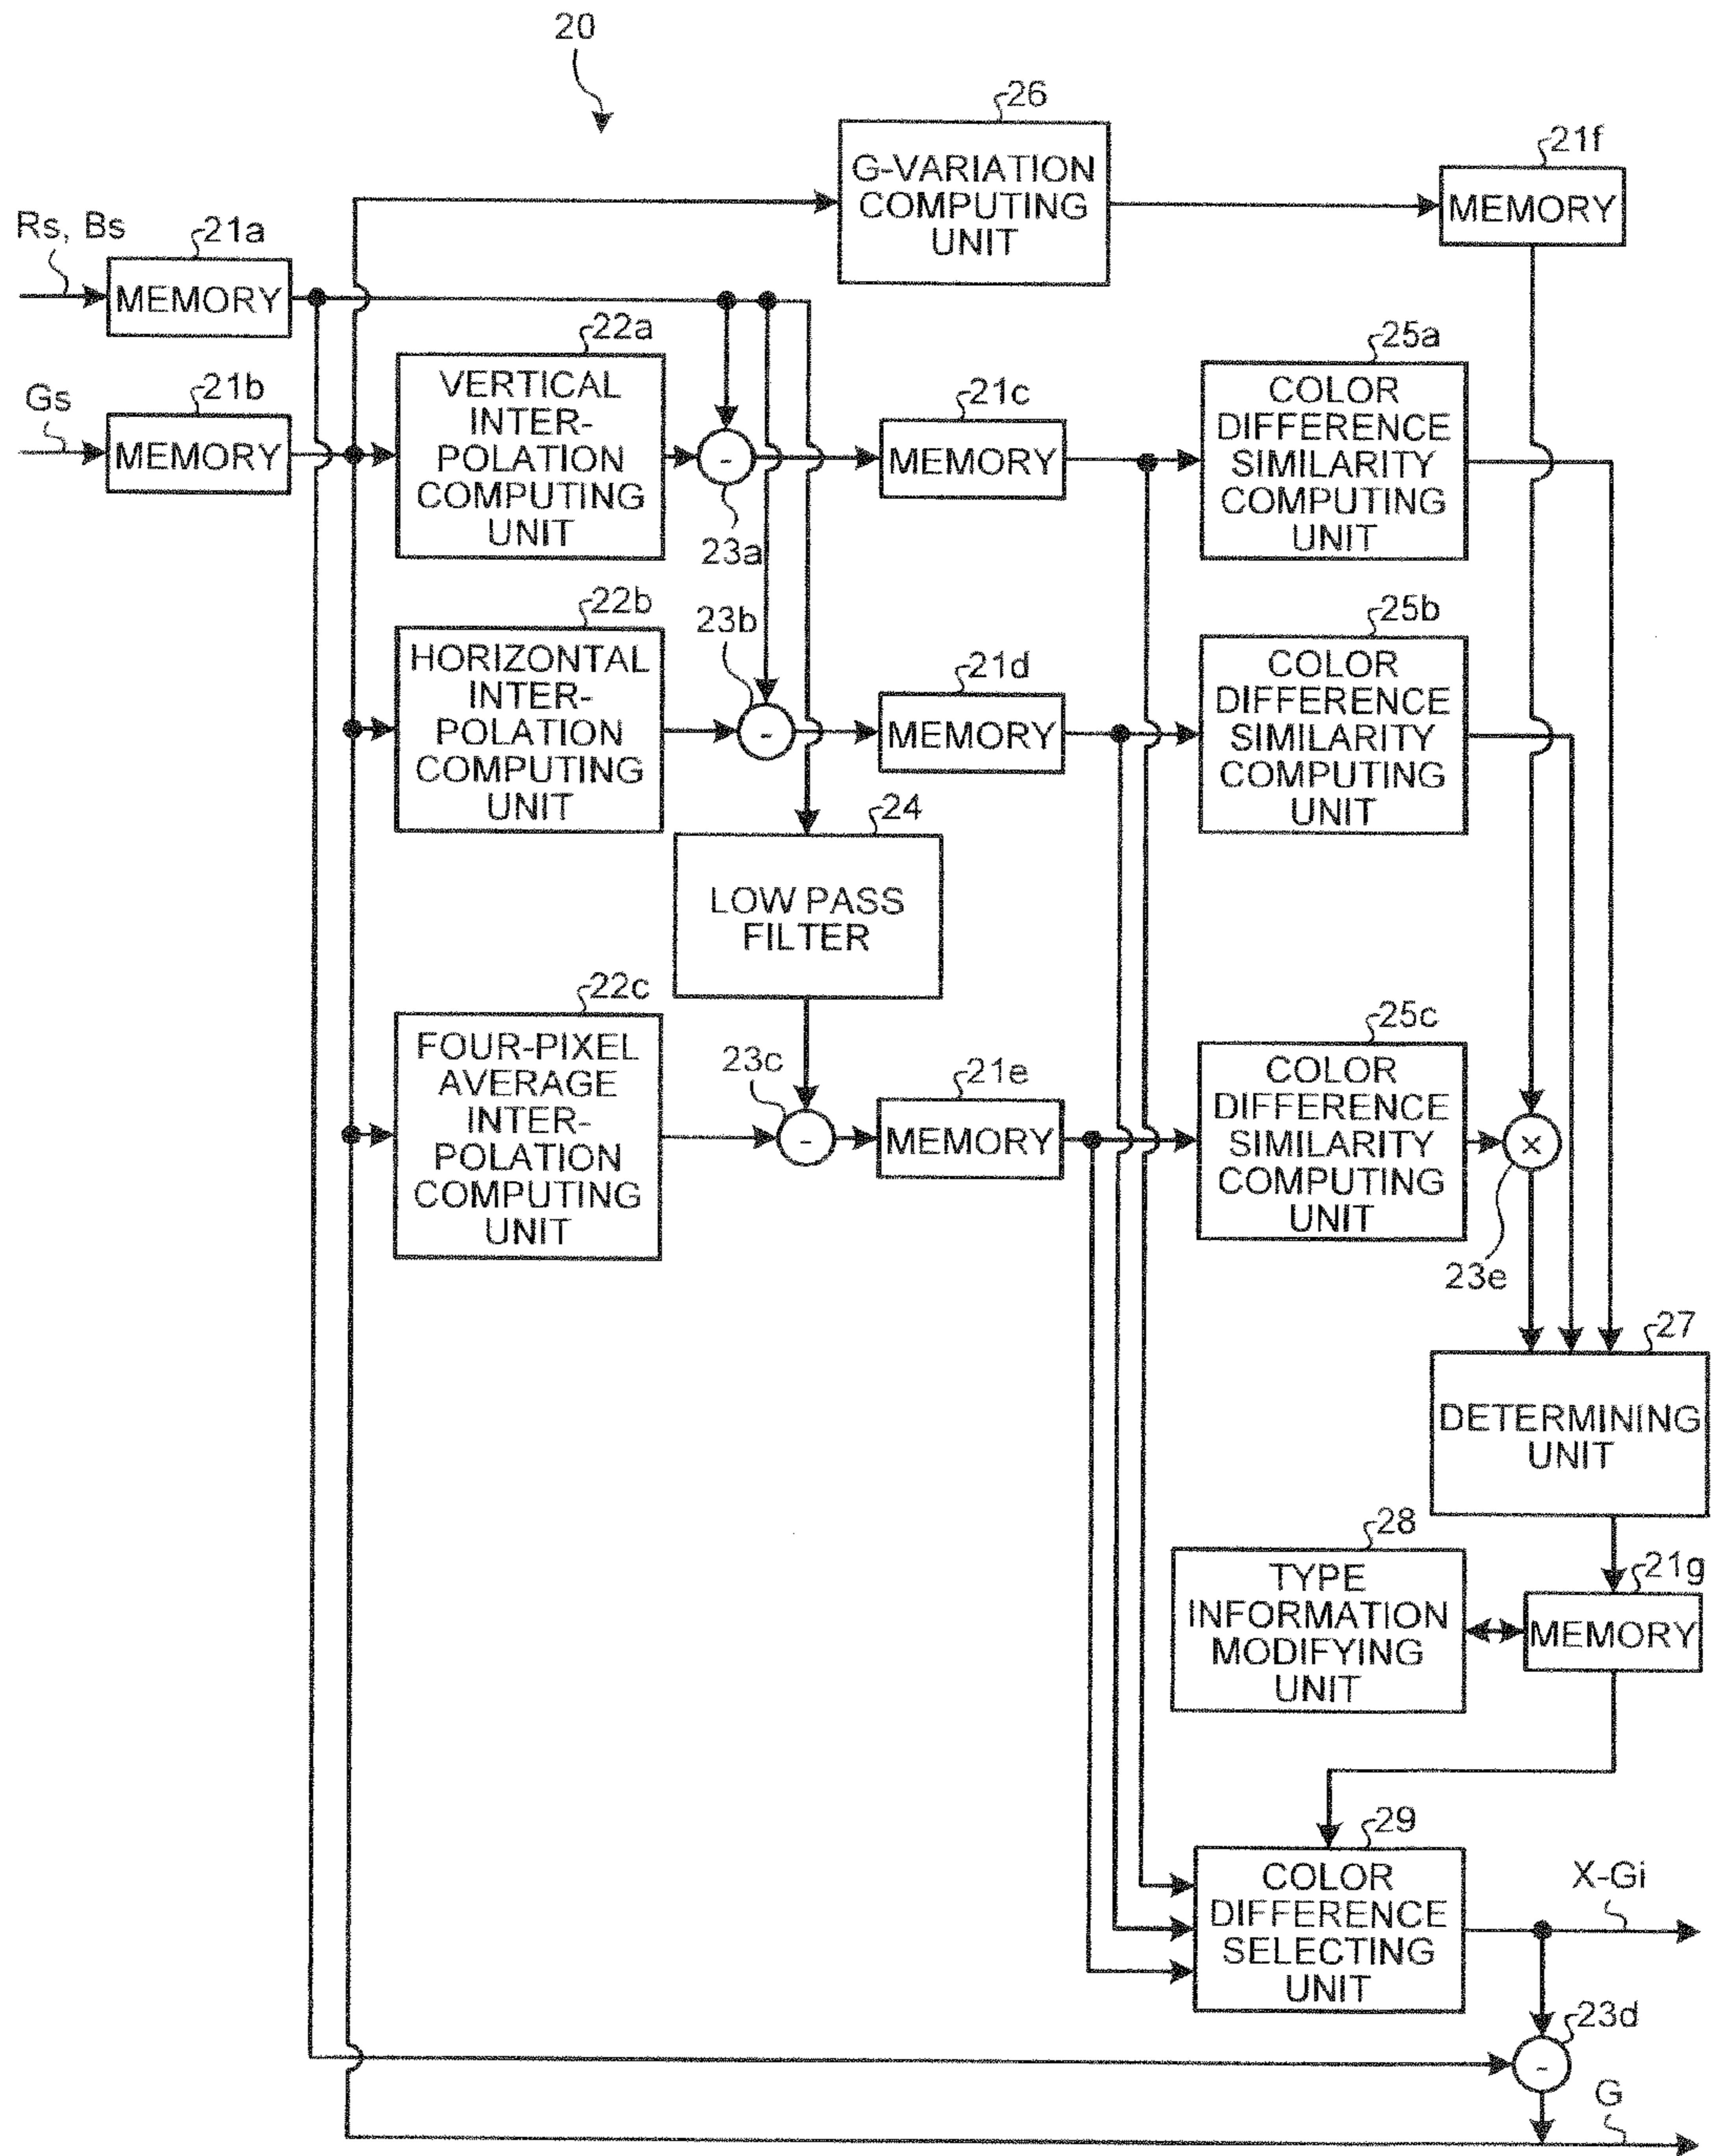 20
26
G-VARIATION
COMPUTING
UNIT
21f
MEMORY
Rs, Bs
21a
MEMORY
Gs
21b
MEMORY
22a
VERTICAL
INTER-
POLATION
COMPUTING
UNIT
-
23a
21c
MEMORY
25a
COLOR
DIFFERENCE
SIMILARITY
COMPUTING
UNIT
22b
HORIZONTAL
INTER-
POLATION
COMPUTING
UNIT
23b
-
21d
MEMORY
25b
COLOR
DIFFERENCE
SIMILARITY
COMPUTING
UNIT
24
LOW PASS
FILTER
22c
FOUR-PIXEL
AVERAGE
INTER-
POLATION
COMPUTING
UNIT
23c
-
21e
MEMORY
25c
COLOR
DIFFERENCE
SIMILARITY
COMPUTING
UNIT
×
23e
27
DETERMINING
UNIT
28
TYPE
INFORMATION
MODIFYING
UNIT
21g
MEMORY
29
COLOR
DIFFERENCE
SELECTING
UNIT
X-Gi
23d
-
G